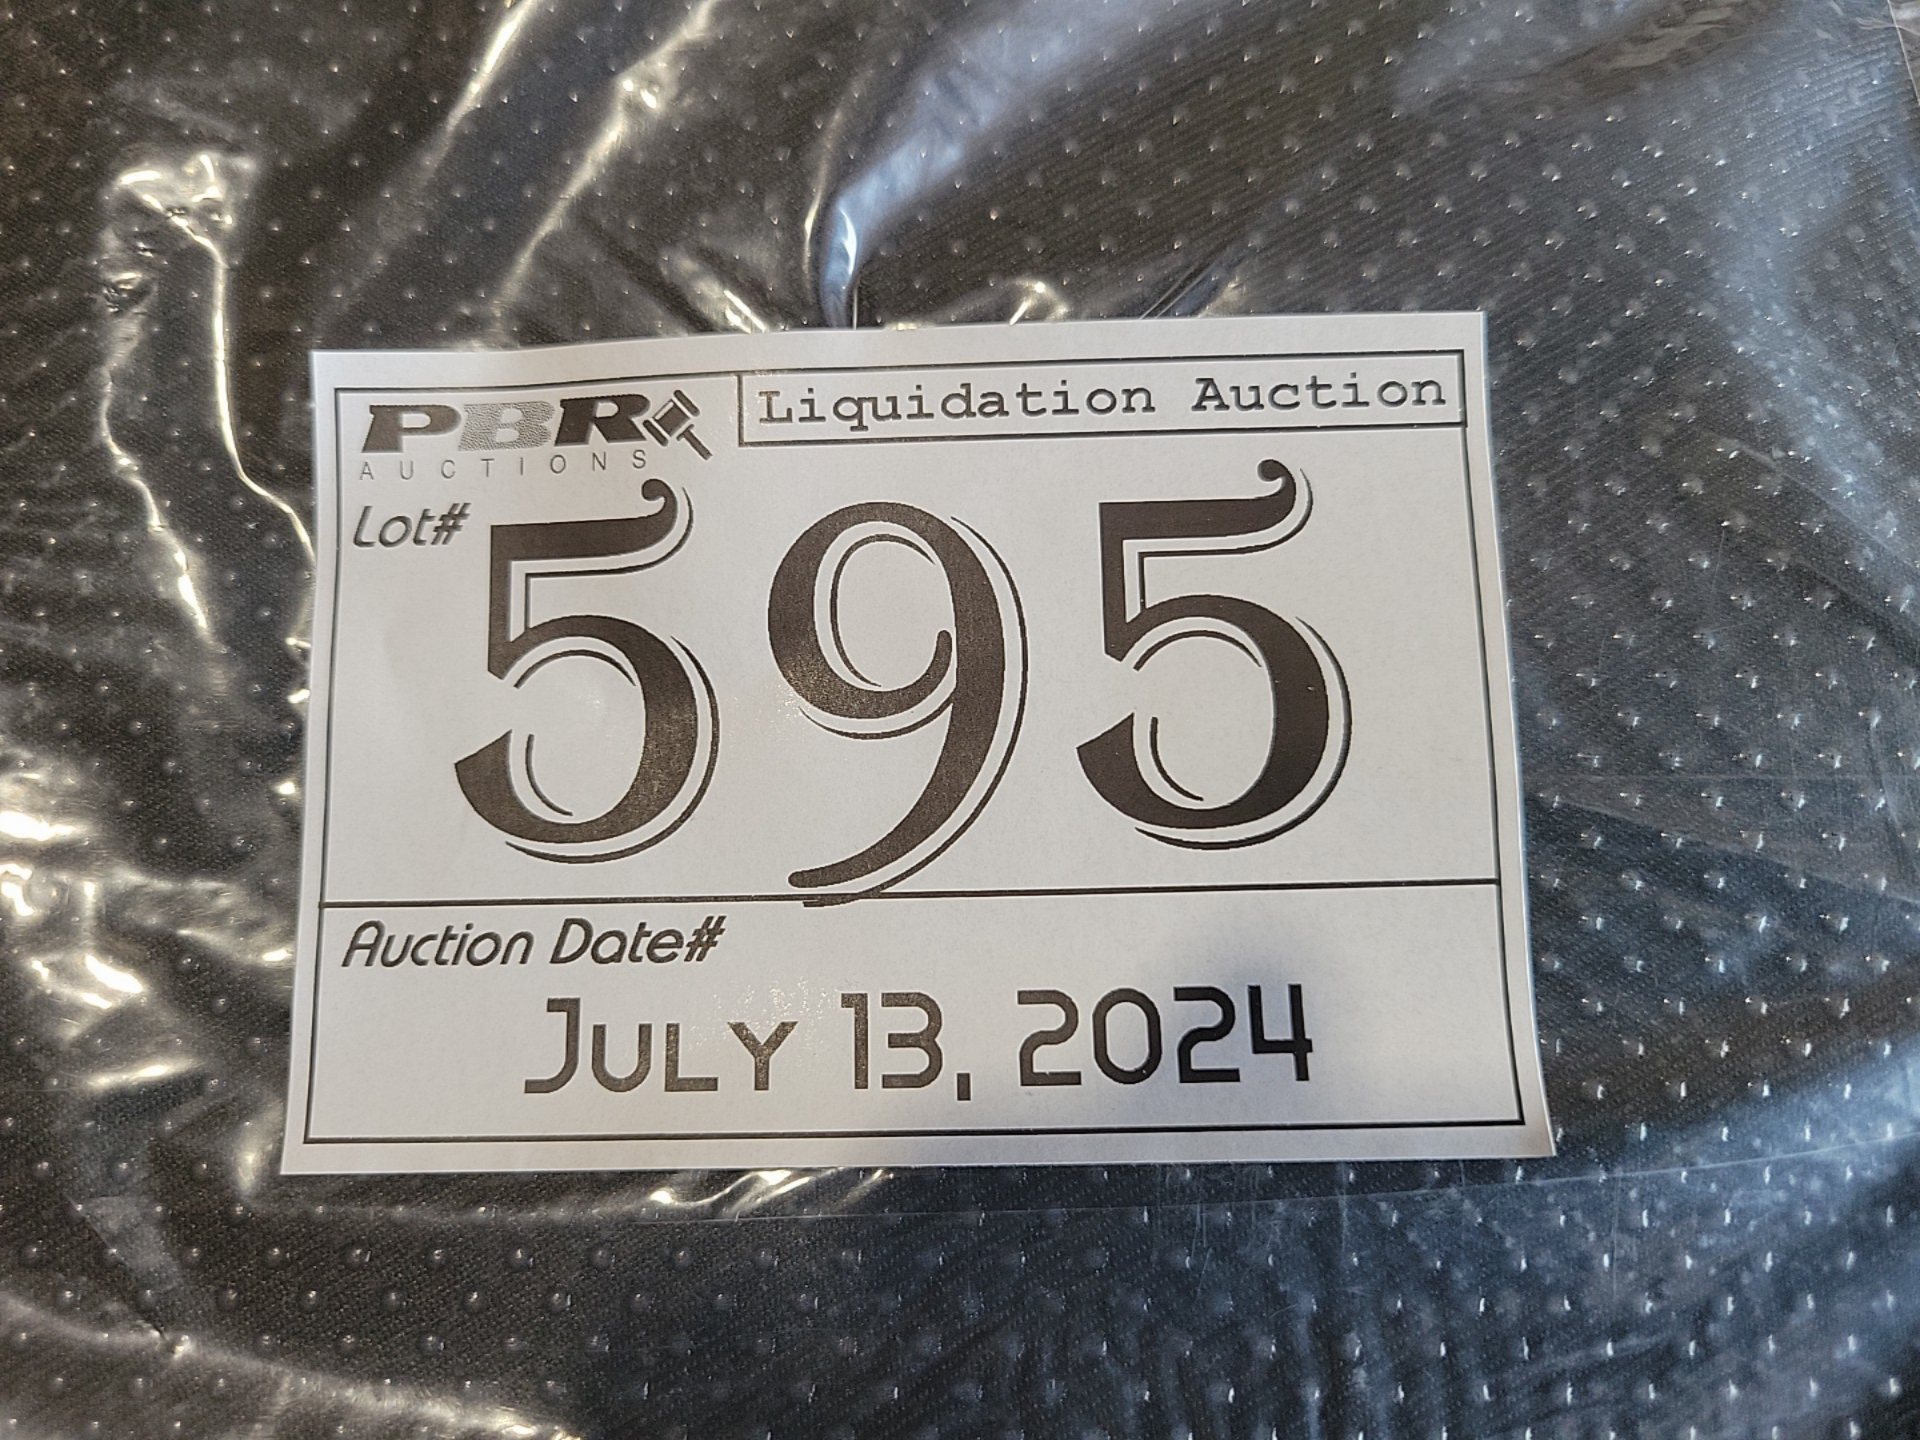 PBR
AUCTIONS
Liquidation Auction
Lot#
595
Auction Date#
July 13, 2024